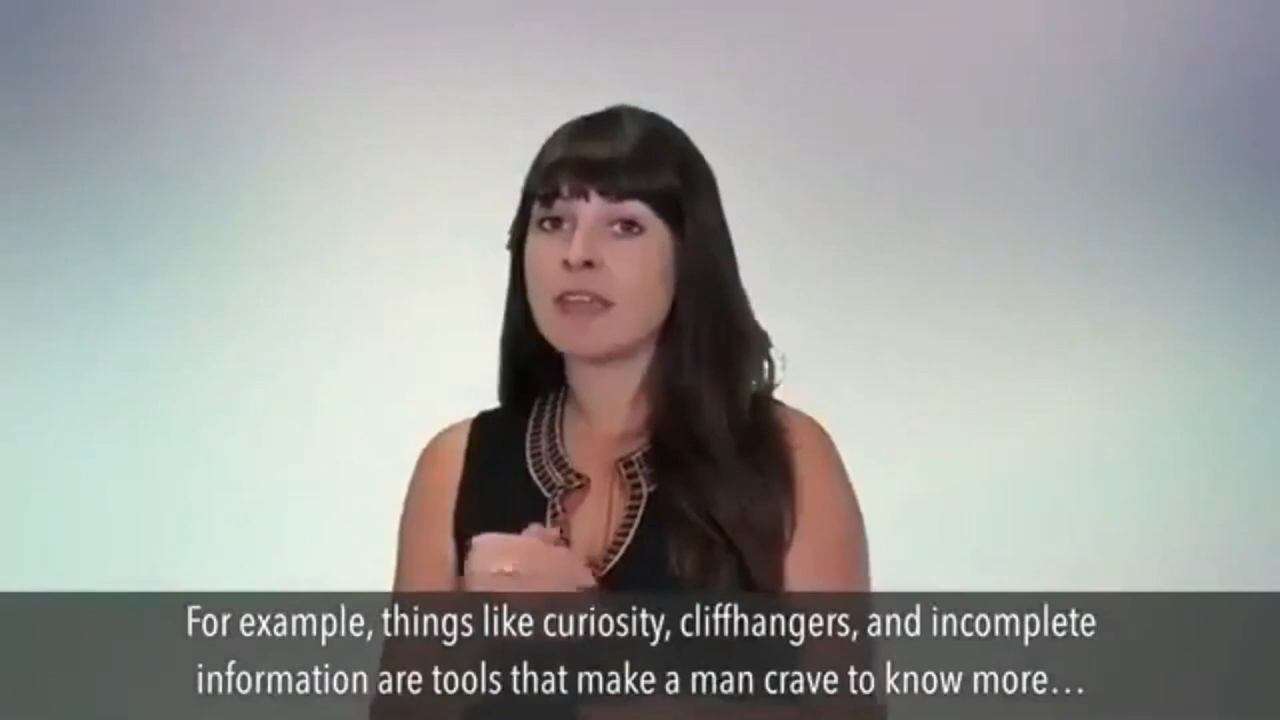 For example, things like curiosity, cliffhangers, and incomplete
information are tools that make a man crave to know more…